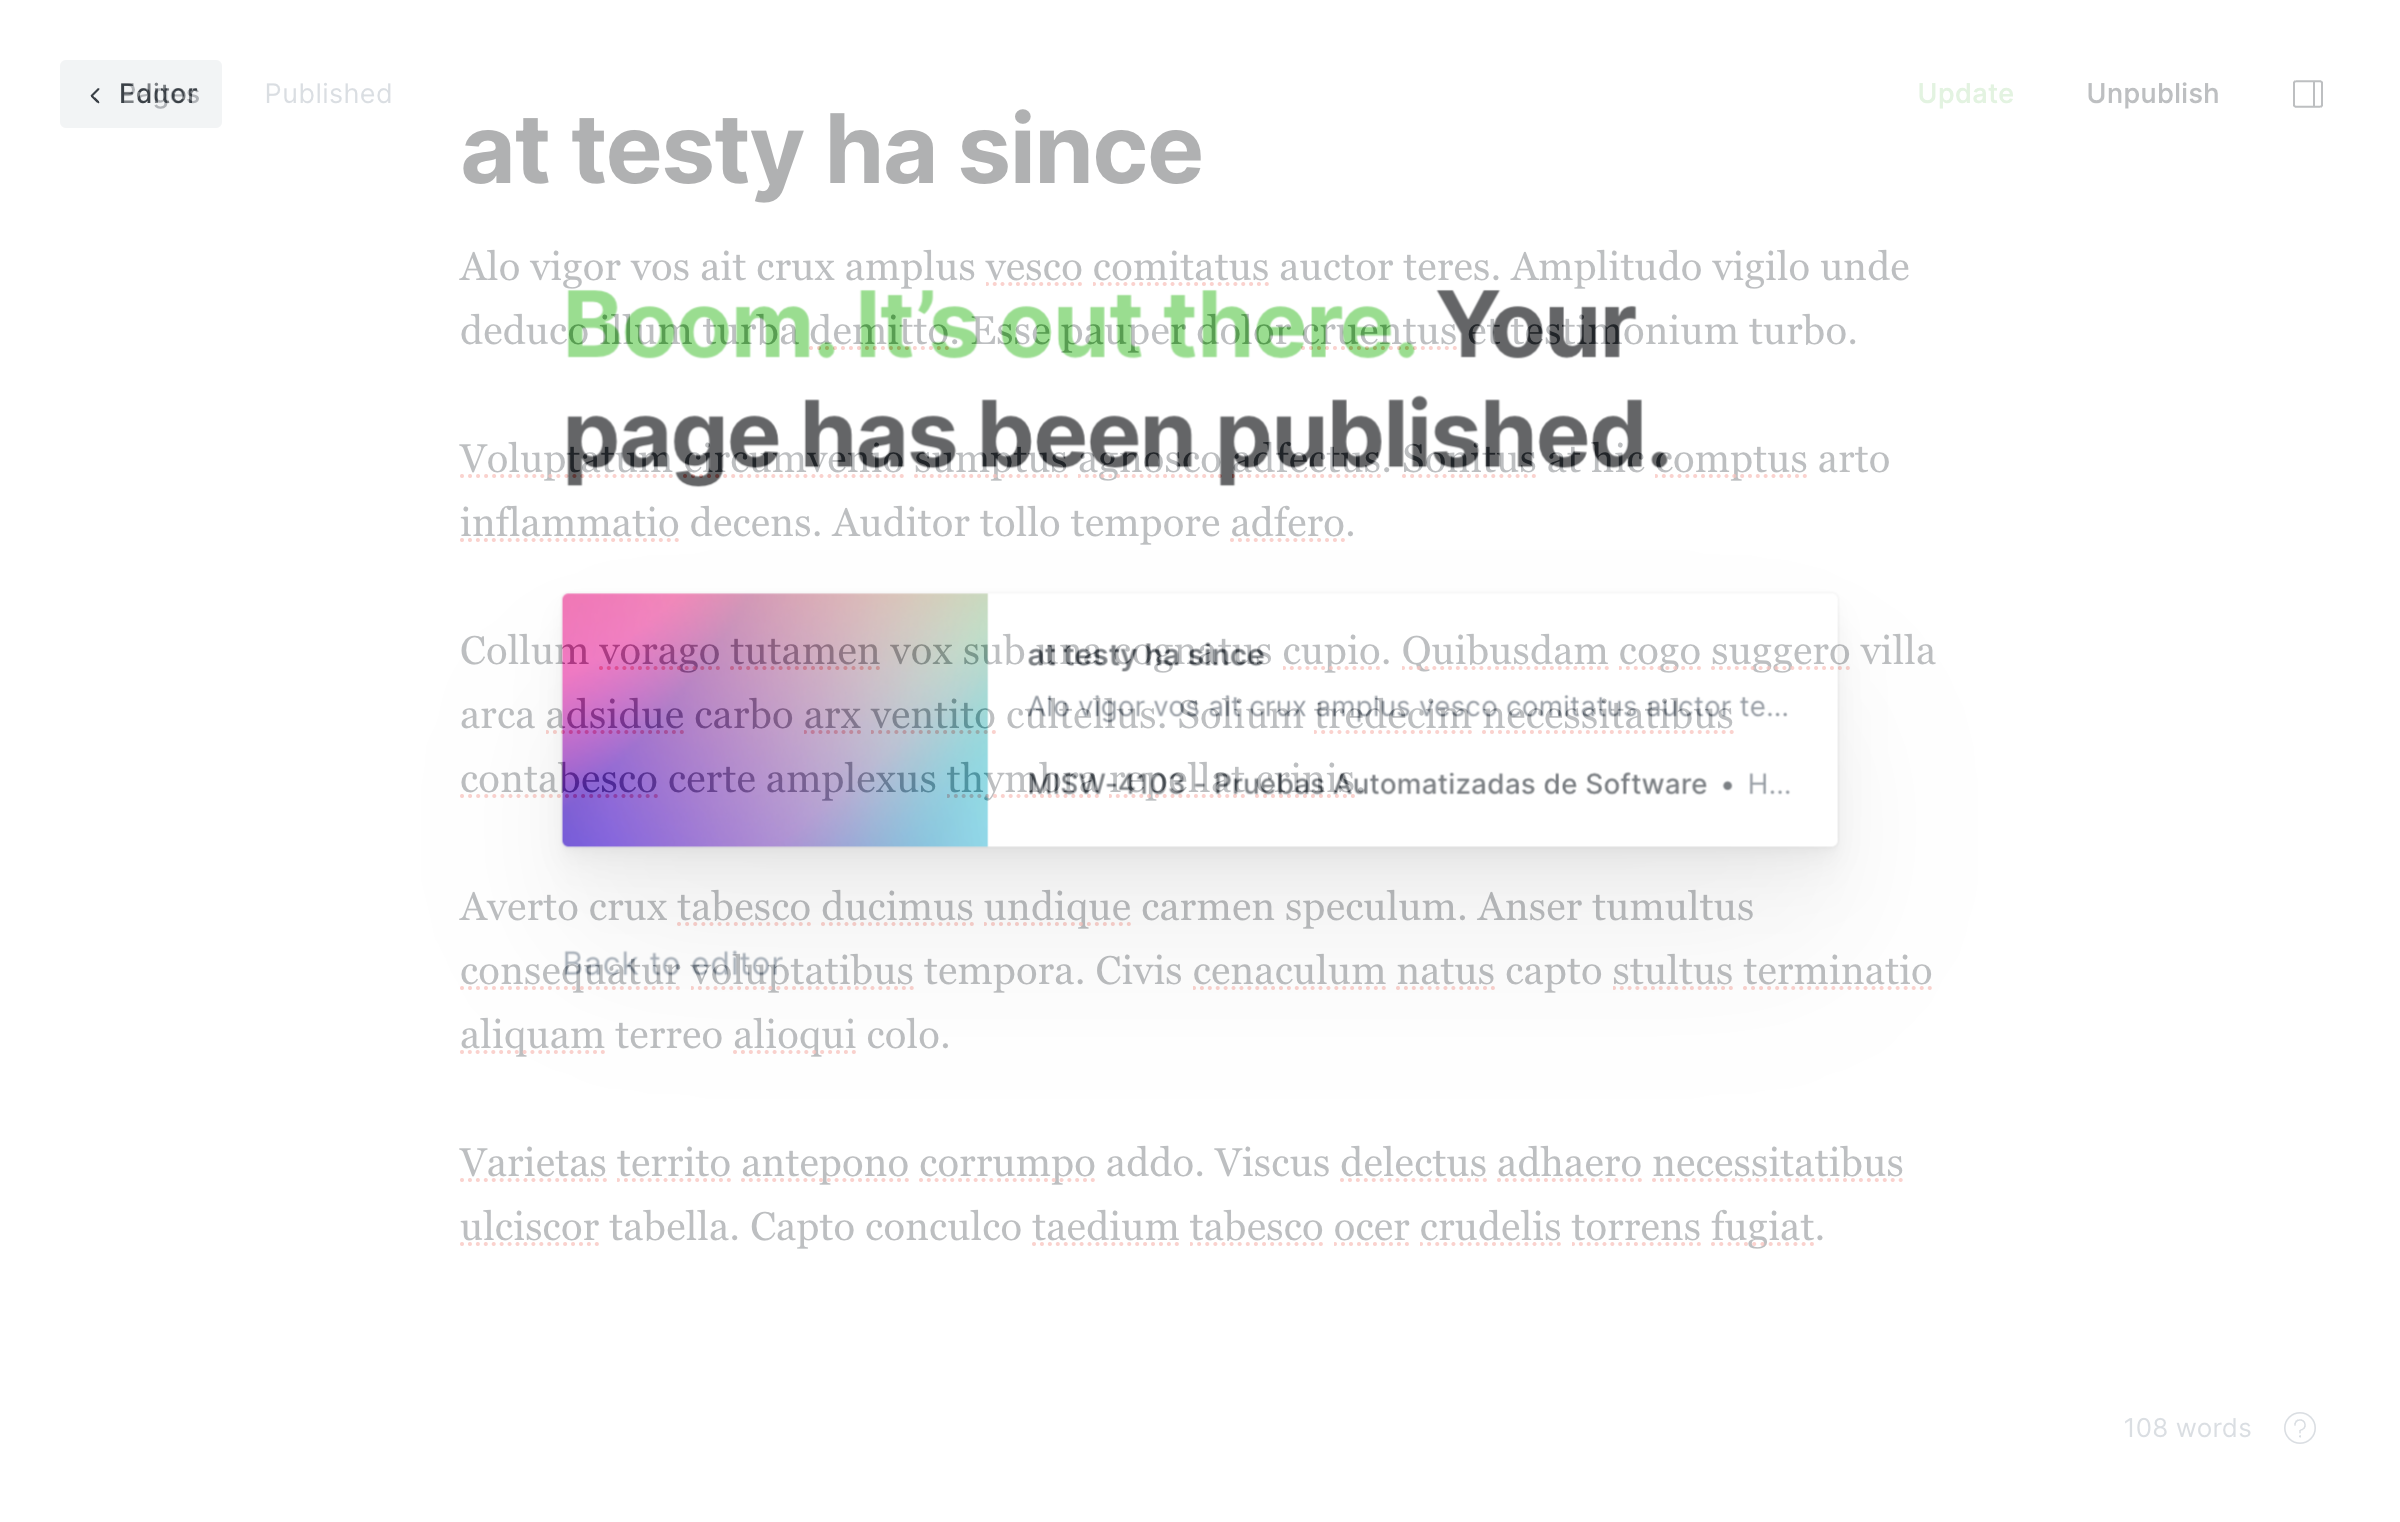 Editor
Published
Update
Unpublish
at testy ha since
Alo vigor vos ait crux amplus vesco comitatus auctor teres. Amplitudo vigilo unde
deduco illum turba demitto. Esse pauper dolor cruentus et testimonium turbo.
Boom. It’s out there. Your
page has been published.
Voluptatum circumvenio sumptus agnosco adfectus. Sonitus at hic comptus arto
inflammatio decens. Auditor tollo tempore adfero.
Collum vorago tutamen vox sub una cognatus cupio. Quibusdam cogo suggero villa
arca adsidue carbo arx ventito cultellus. Solium tredecim necessitatibus
contabesco certe amplexus thymbra repellat crinis.
at testy ha since
Alo vigor vos ait crux amplus vesco comitatus auctor te...
MISW-4103 - Pruebas Automatizadas de Software • H...
Averto crux tabesco ducimus undique carmen speculum. Anser tumultus
consequatur voluptatibus tempora. Civis cenaculum natus capto stultus terminatio
aliquam terreo alioqui colo.
Back to editor
Varietas territo antepono corrumpo addo. Viscus delectus adhaero necessitatibus
ulciscor tabella. Capto conculco taedium tabesco ocer crudelis torrens fugiat.
108 words